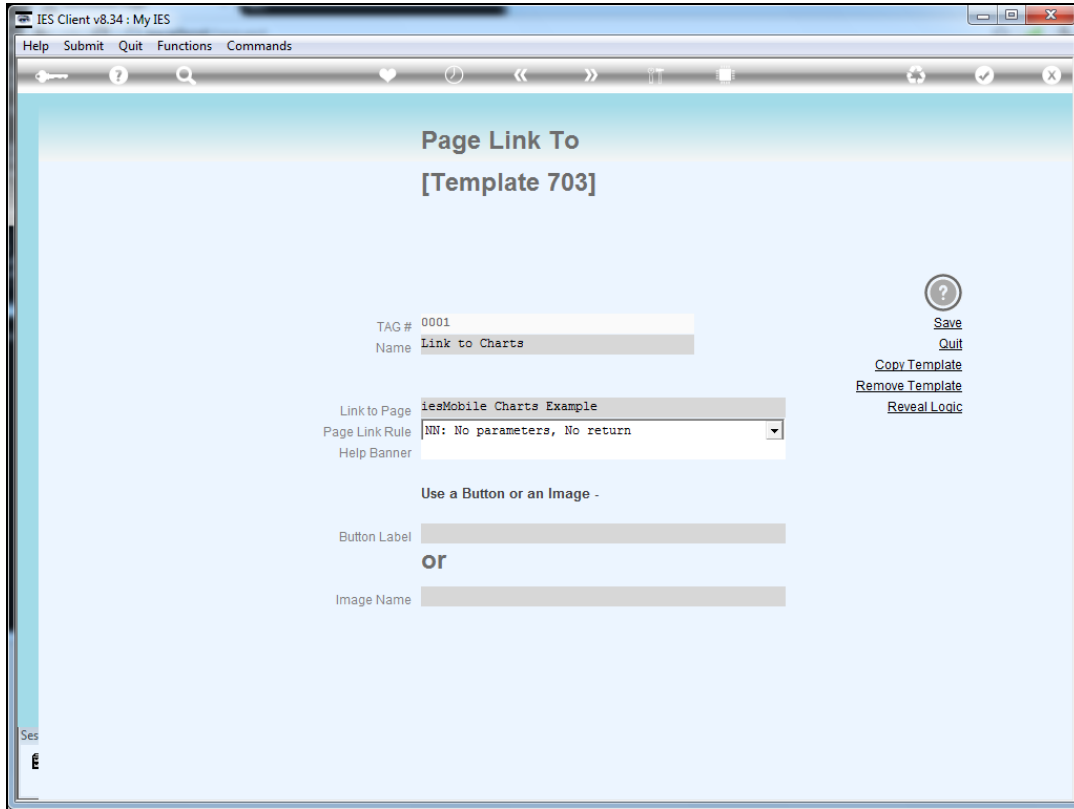 IES Client v8.34 : My IES
Help Submit Quit Functions Commands
Page Link To
[Template 703]
TAG # 0001
Save
Name Link to Charts
Quit
Copy Template
Remove Template
Link to Page iesMobile Charts Example
Reveal Logic
Page Link Rule NN: No parameters, No return
Help Banner
Use a Button or an Image -
Button Label
or
Image Name
Ses